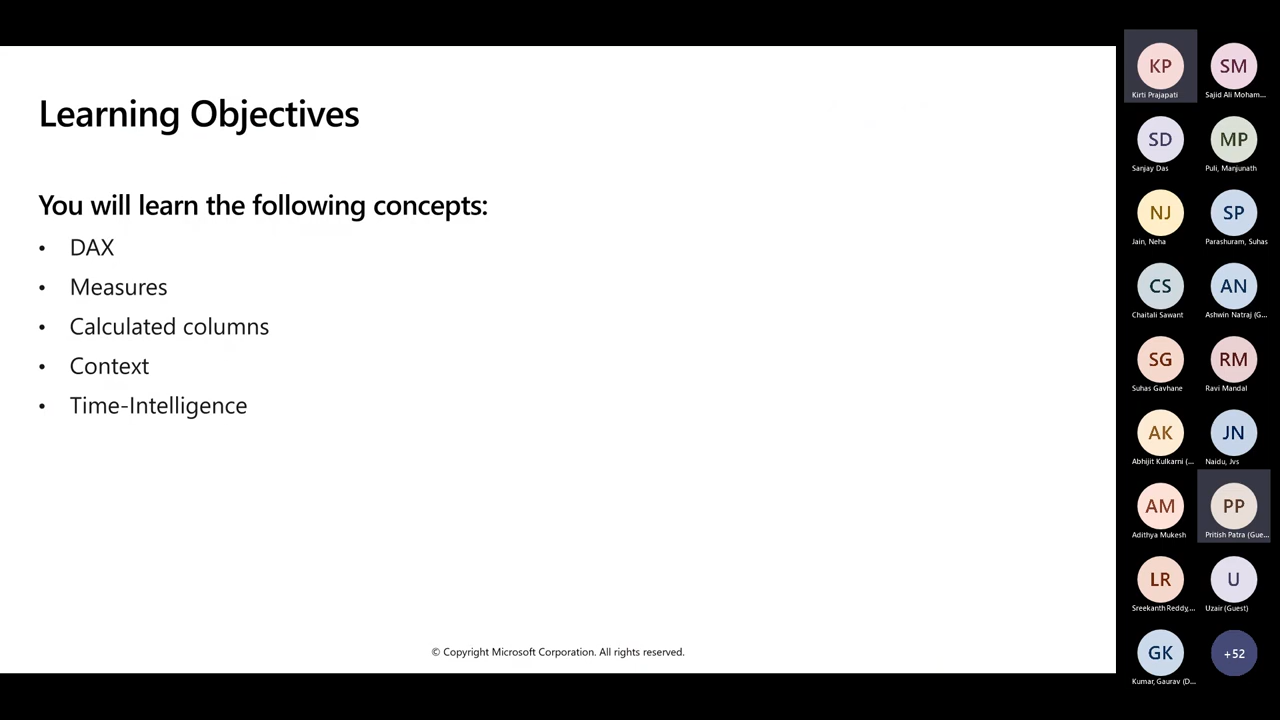 Learning Objectives
You will learn the following concepts:
• DAX
• Measures
• Calculated columns
• Context
• Time-Intelligence
© Copyright Microsoft Corporation. All rights reserved.
KP SM
Kirti Prajapati Sajid Ali Moham...
SD MP
Sanjay Das Puli, Manjunath
NJ SP
Jain, Neha Parashuram, Suhas
CS AN
Chaitali Sawant Ashwin Natraj (G...
SG RM
Suhas Gavhane Ravi Mandal
AK JN
Abhijit Kulkarni (... Naidu, Jvs
AM PP
Adithya Mukesh Pritish Patra (Gue...
LR U
Sreekanth Reddy,... Uzair (Guest)
GK +52
Kumar, Gaurav (D...